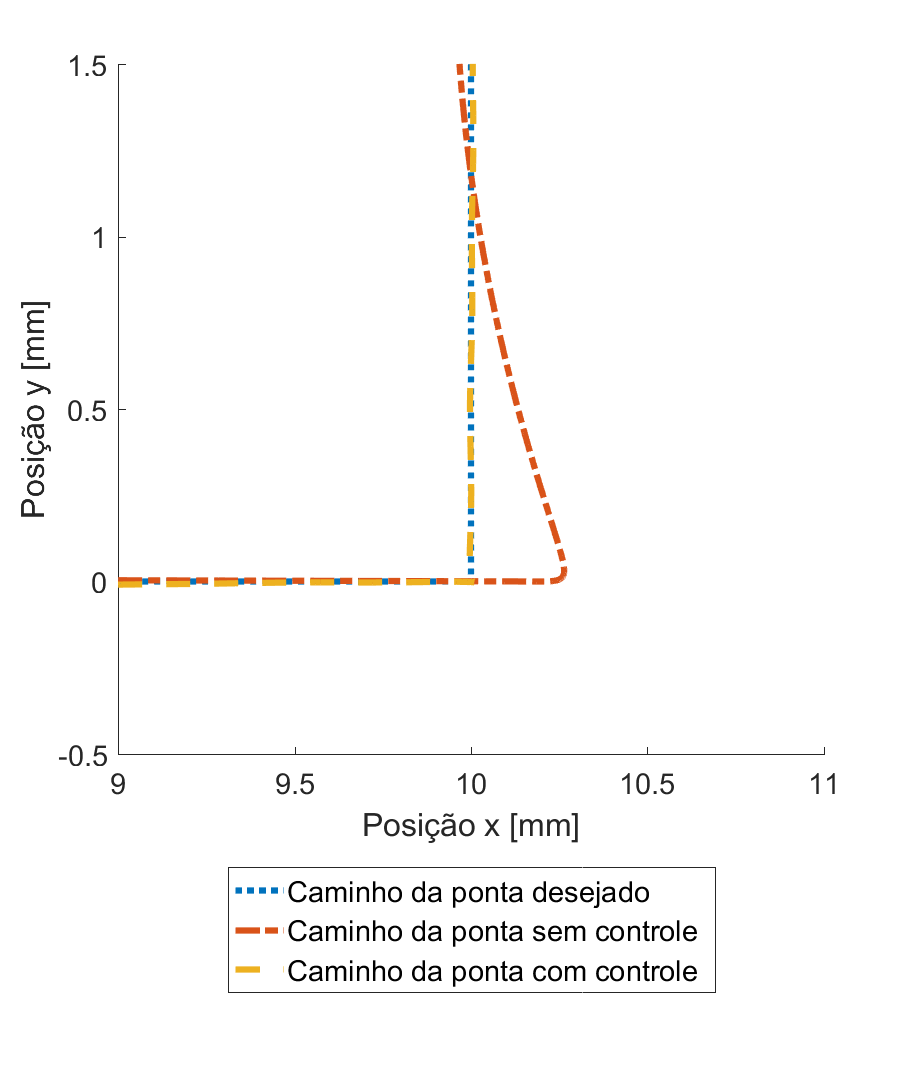 1.5
1
0.5
0
-0.5
Posição y [mm]
9
9.5
10
10.5
11
Posição x [mm]
Caminho da ponta desejado
Caminho da ponta sem controle
Caminho da ponta com controle